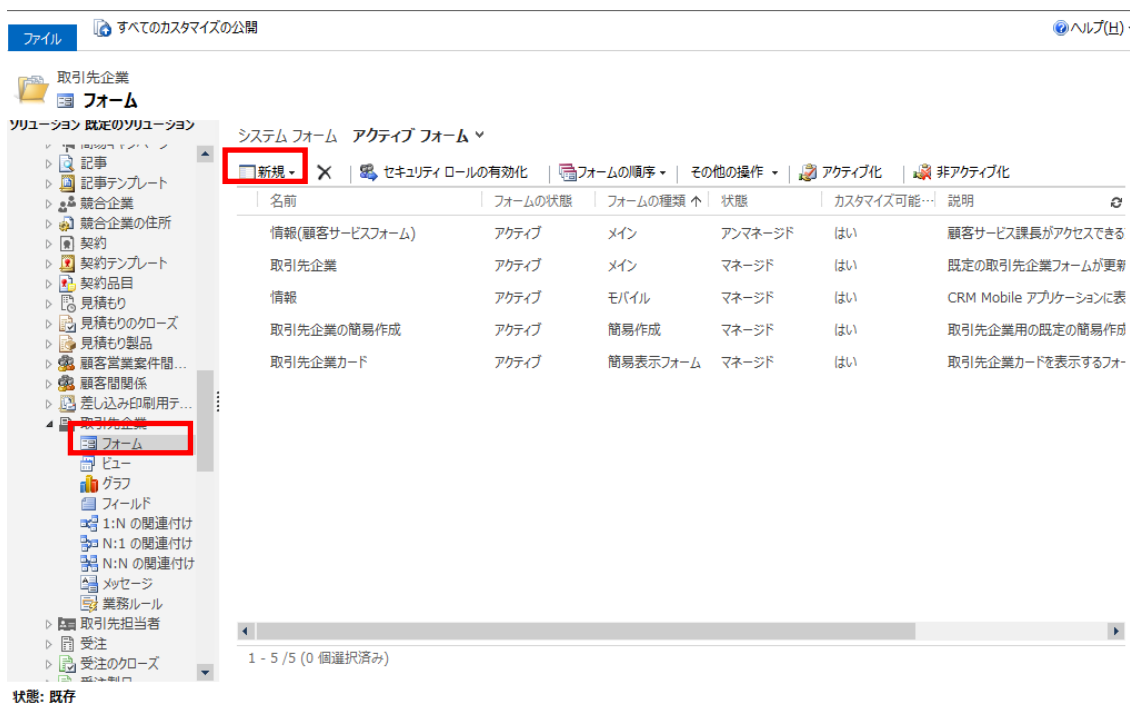 ファイル すべてのカスタマイズの公開 ヘルプ(H)
取引先企業
フォーム
ソリューション 既定のソリューション
システム フォーム アクティブ フォーム
新規 セキュリティ ロールの有効化 フォームの順序 その他の操作 アクティブ化 非アクティブ化
名前 フォームの状態 フォームの種類 状態 カスタマイズ可能… 説明
情報(顧客サービスフォーム) アクティブ メイン アンマネージド はい 顧客サービス課長がアクセスできる
取引先企業 アクティブ メイン マネージド はい 既定の取引先企業フォームが更新
情報 アクティブ モバイル マネージド はい CRM Mobile アプリケーションに表
取引先企業の簡易作成 アクティブ 簡易作成 マネージド はい 取引先企業用の既定の簡易作成
取引先企業カード アクティブ 簡易表示フォーム マネージド はい 取引先企業カードを表示するフォー
記事
記事テンプレート
競合企業
競合企業の住所
契約
契約テンプレート
契約品目
見積もり
見積もりのクローズ
見積もり製品
顧客営業案件間...
顧客間関係
差し込み印刷用テ...
取引先企業
フォーム
ビュー
グラフ
フィールド
1:N の関連付け
N:1 の関連付け
N:N の関連付け
メッセージ
業務ルール
取引先担当者
受注
受注のクローズ
1 - 5 /5 (0 個選択済み)
状態: 既存